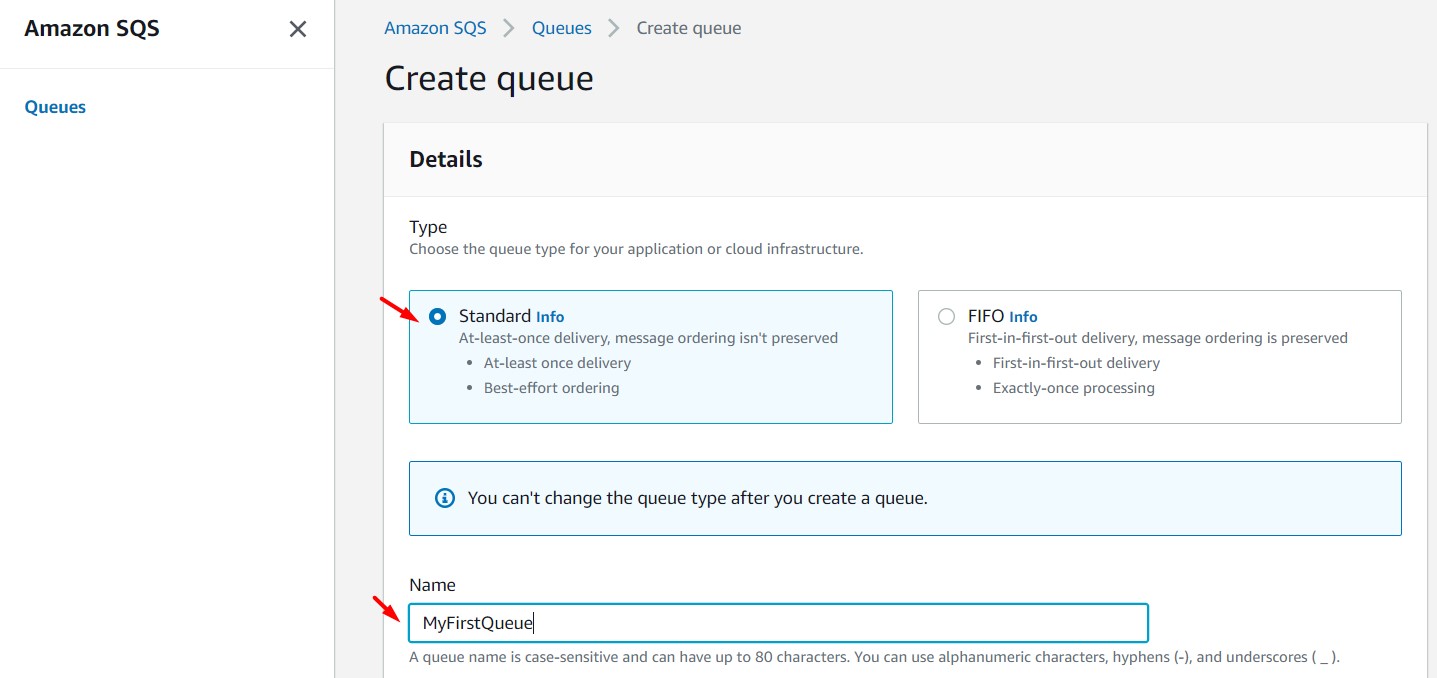 Amazon SQS
Queues
Amazon SQS > Queues > Create queue
Create queue
Details
Type
Choose the queue type for your application or cloud infrastructure.
Standard Info
At-least-once delivery, message ordering isn't preserved
• At-least once delivery
• Best-effort ordering
FIFO Info
First-in-first-out delivery, message ordering is preserved
• First-in-first-out delivery
• Exactly-once processing
You can't change the queue type after you create a queue.
Name
MyFirstQueue
A queue name is case-sensitive and can have up to 80 characters. You can use alphanumeric characters, hyphens (-), and underscores ( _ ).